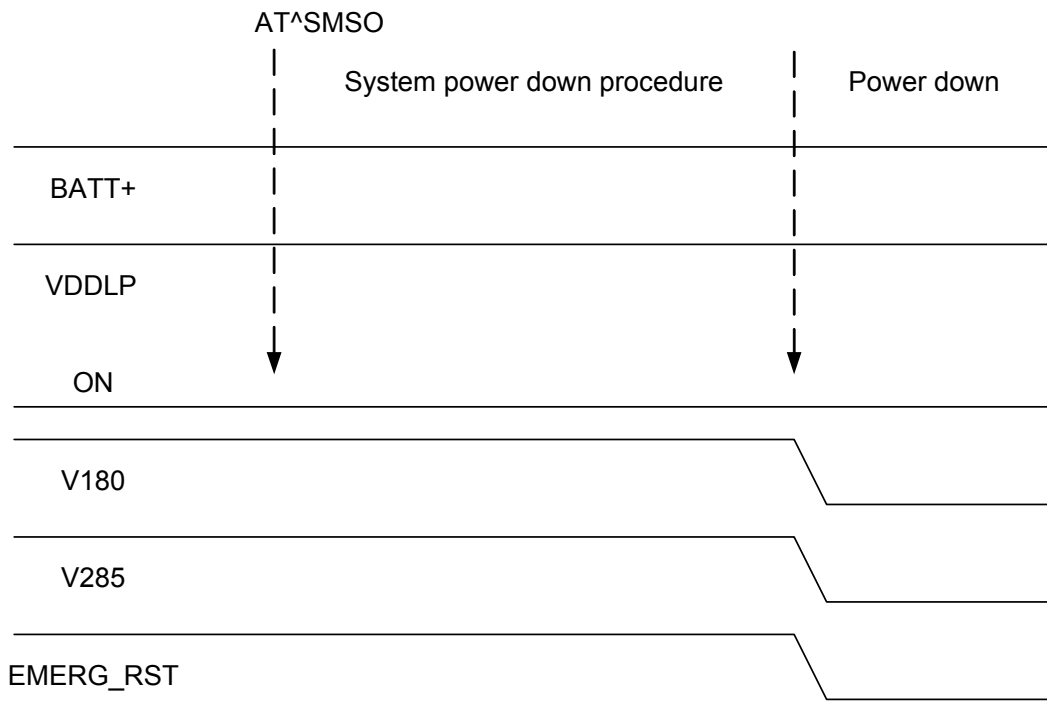 AT^SMSO
System power down procedure
Power down
BATT+
VDDLP
ON
V180
V285
EMERG_RST